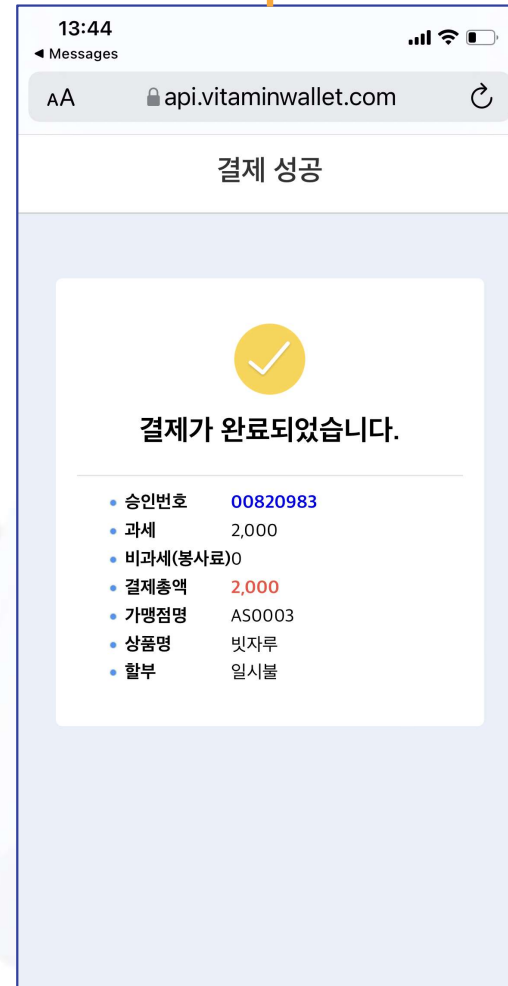 13:44
◀ Messages
AA api.vitaminwallet.com
결제 성공
결제가 완료되었습니다.
• 승인번호 00820983
• 과세 2,000
• 비과세(봉사료)0
• 결제총액 2,000
• 가맹점명 AS0003
• 상품명 빗자루
• 할부 일시불